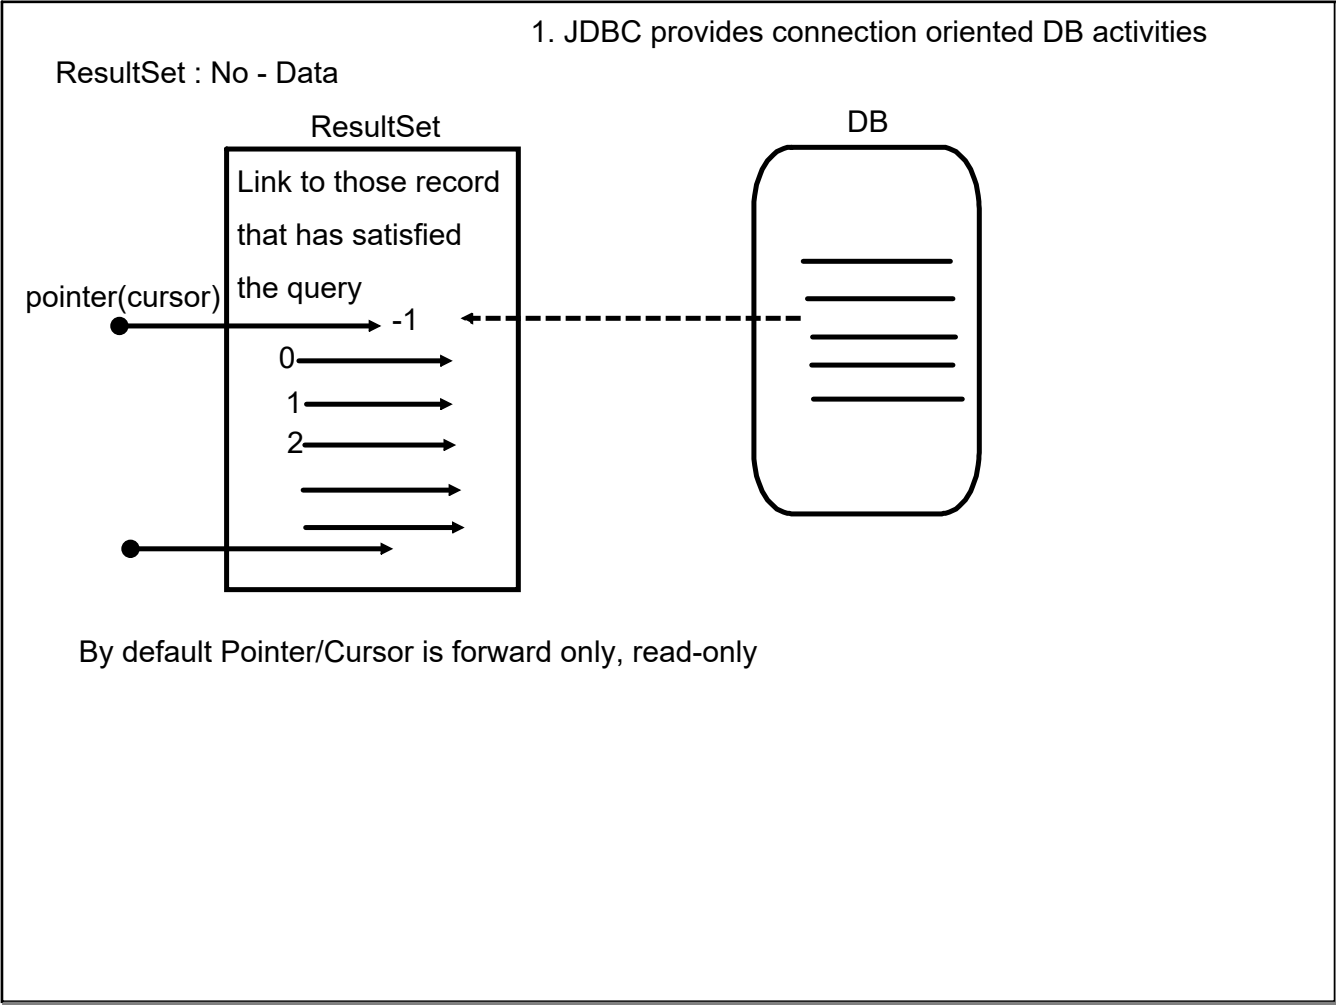 1. JDBC provides connection oriented DB activities
ResultSet : No - Data
ResultSet
DB
Link to those record
that has satisfied
the query
pointer(cursor)
-1
0
1
2
By default Pointer/Cursor is forward only, read-only